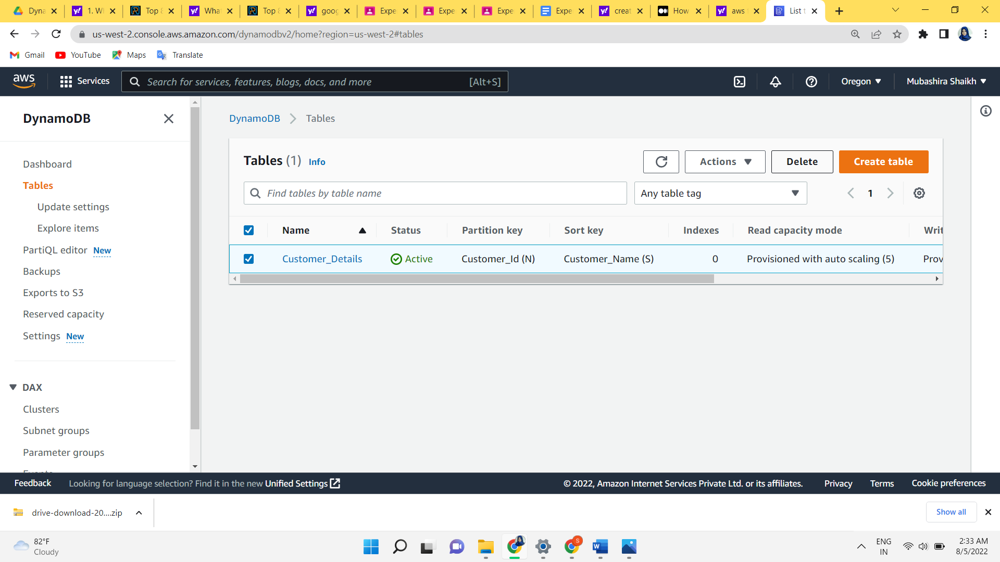 Dyna
1. Wl
Top 8
What
Top 8
goog
Expe
Expe
Expe
Expe
creat
How
aws
List t
us-west-2.console.aws.amazon.com/dynamodbv2/home?region=us-west-2#tables
Gmail
YouTube
Maps
Translate
aws
Services
Search for services, features, blogs, docs, and more
[Alt+S]
Oregon
Mubashira Shaikh
DynamoDB
Dashboard
Tables
Update settings
Explore items
PartiQL editor New
Backups
Exports to S3
Reserved capacity
Settings New
DAX
Clusters
Subnet groups
Parameter groups
Events
DynamoDB > Tables
Tables (1) Info
Actions
Delete
Create table
Find tables by table name
Any table tag
1
Name Status Partition key Sort key Indexes Read capacity mode Writ
Customer_Details Active Customer_Id (N) Customer_Name (S) 0 Provisioned with auto scaling (5) Prov
Feedback
Looking for language selection? Find it in the new Unified Settings
© 2022, Amazon Internet Services Private Ltd. or its affiliates.
Privacy
Terms
Cookie preferences
drive-download-20....zip
Show all
82°F
Cloudy
S
W
ENG
IN
2:33 AM
8/5/2022